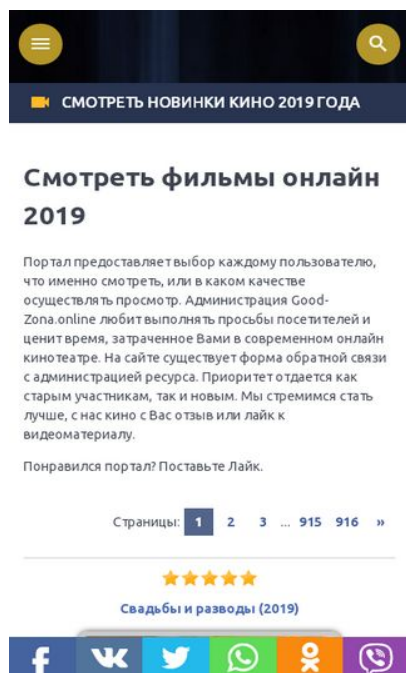 СМОТРЕТЬ НОВИНКИ КИНО 2019 ГОДА
Смотреть фильмы онлайн
2019
Портал предоставляет выбор каждому пользователю,
что именно смотреть, или в каком качестве
осуществлять просмотр. Администрация Good-
Zona.online любит выполнять просьбы посетителей и
ценит время, затраченное Вами в современном онлайн
кинотеатре. На сайте существует форма обратной связи
с администрацией ресурса. Приоритет отдается как
старым участникам, так и новым. Мы стремимся стать
лучше, с нас кино с Вас отзыв или лайк к
видеоматериалу.
Понравился портал? Поставьте Лайк.
Страницы: 1 2 3 ... 915 916 »
Свадьбы и разводы (2019)